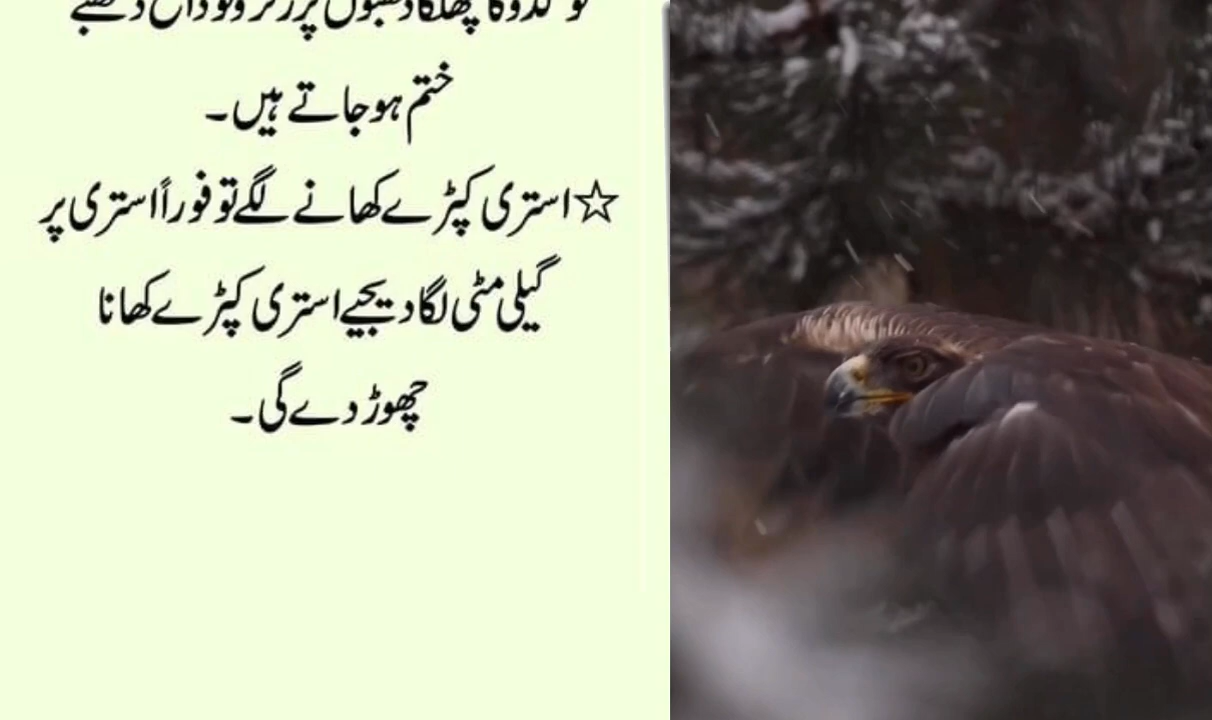 ختم ہوجاتے ہیں۔
☆استری کپڑے کھانے لگے تو فوراً استری پر
گیلی مٹی لگا دیجیے استری کپڑے کھانا
چھوڑ دے گی۔